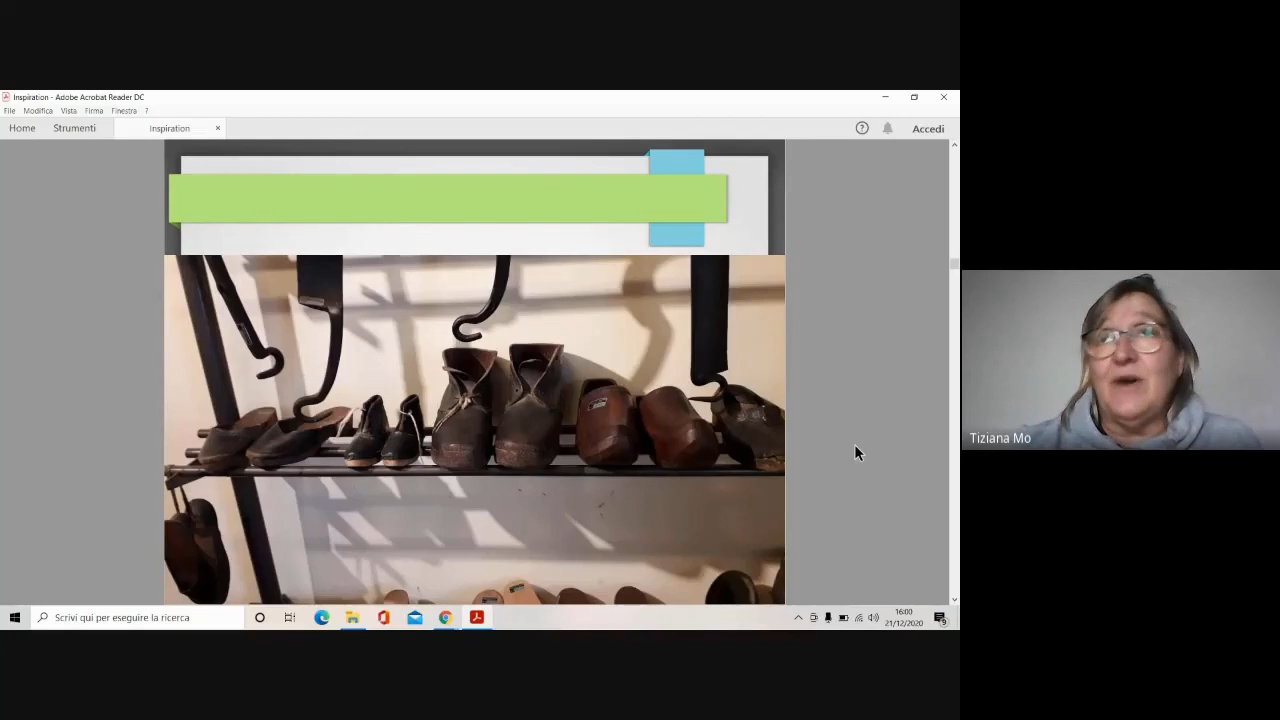 Inspiration - Adobe Acrobat Reader DC
File Modifica Vista Firma Finestra ?
Home Strumenti Inspiration × Accedi
Tiziana Mo
Scrivi qui per eseguire la ricerca
16:00
21/12/2020
9